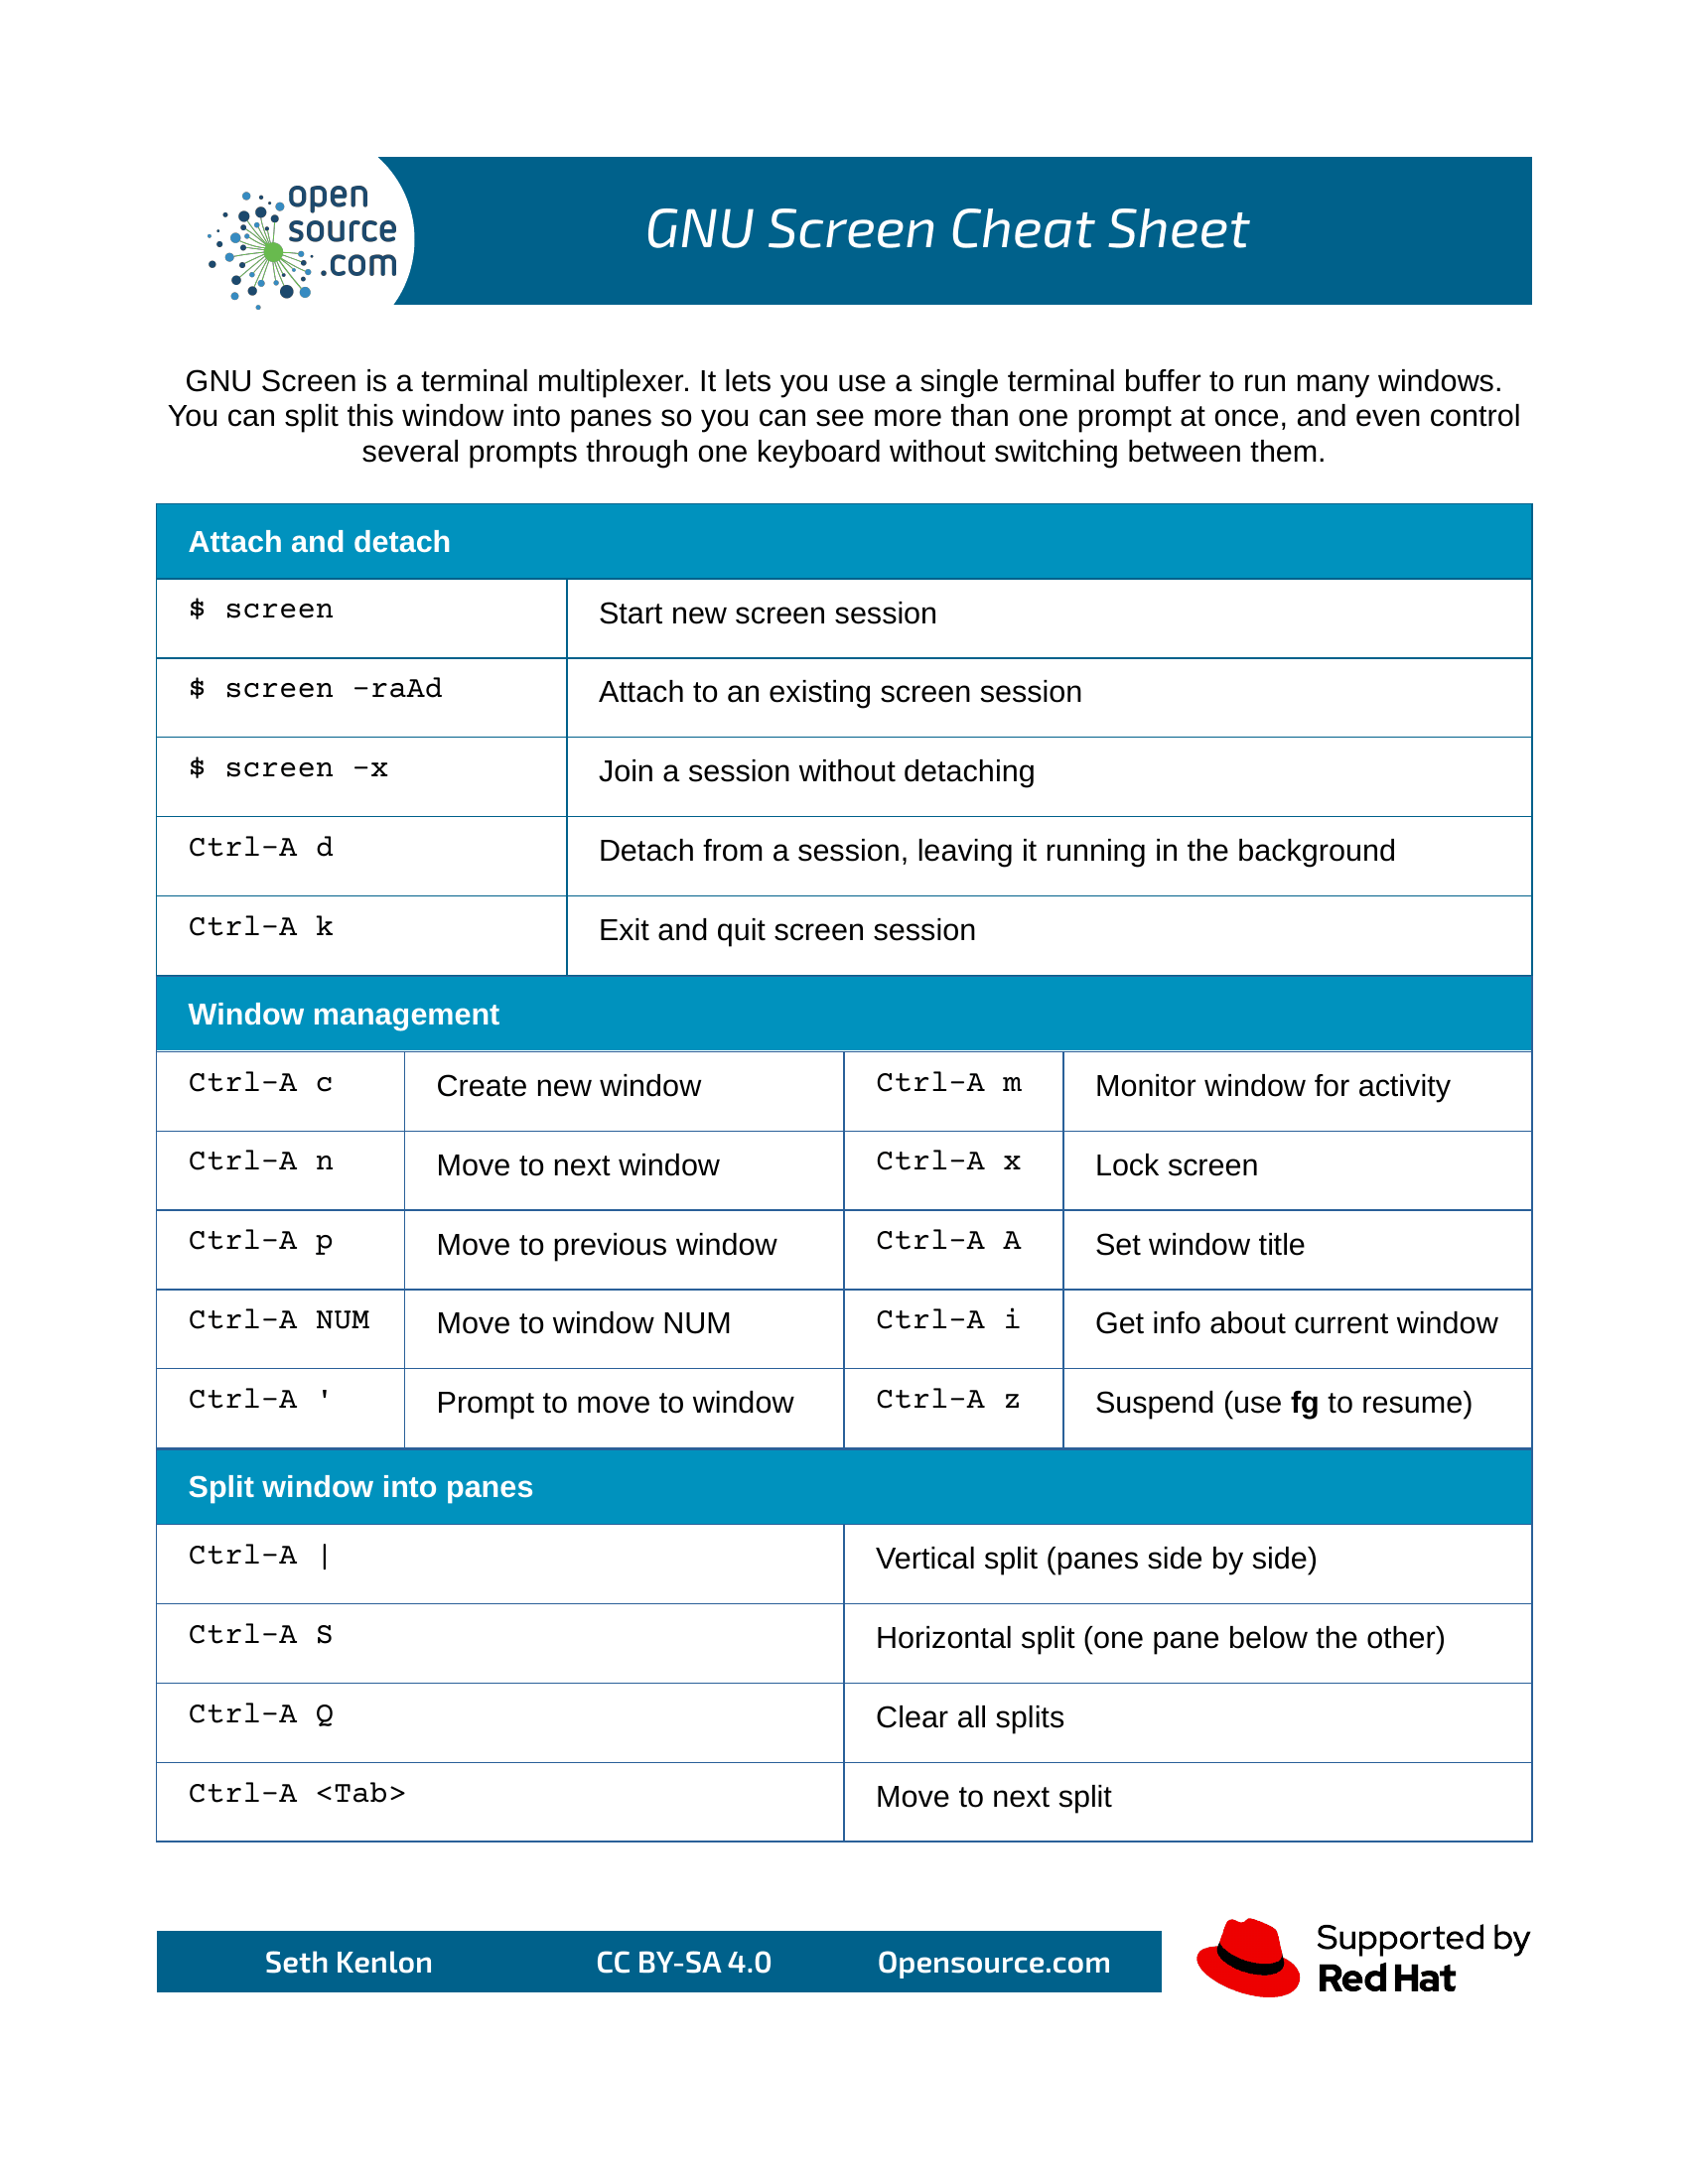 open
source
.com
GNU Screen Cheat Sheet
GNU Screen is a terminal multiplexer. It lets you use a single terminal buffer to run many windows.
You can split this window into panes so you can see more than one prompt at once, and even control
several prompts through one keyboard without switching between them.
Attach and detach
$ screen Start new screen session
$ screen -raAd Attach to an existing screen session
$ screen -x Join a session without detaching
Ctrl-A d Detach from a session, leaving it running in the background
Ctrl-A k Exit and quit screen session
Window management
Ctrl-A c Create new window Ctrl-A m Monitor window for activity
Ctrl-A n Move to next window Ctrl-A x Lock screen
Ctrl-A p Move to previous window Ctrl-A A Set window title
Ctrl-A NUM Move to window NUM Ctrl-A i Get info about current window
Ctrl-A ' Prompt to move to window Ctrl-A z Suspend (use fg to resume)
Split window into panes
Ctrl-A | Vertical split (panes side by side)
Ctrl-A S Horizontal split (one pane below the other)
Ctrl-A Q Clear all splits
Ctrl-A <Tab> Move to next split
Seth Kenlon CC BY-SA 4.0 Opensource.com
Supported by
Red Hat